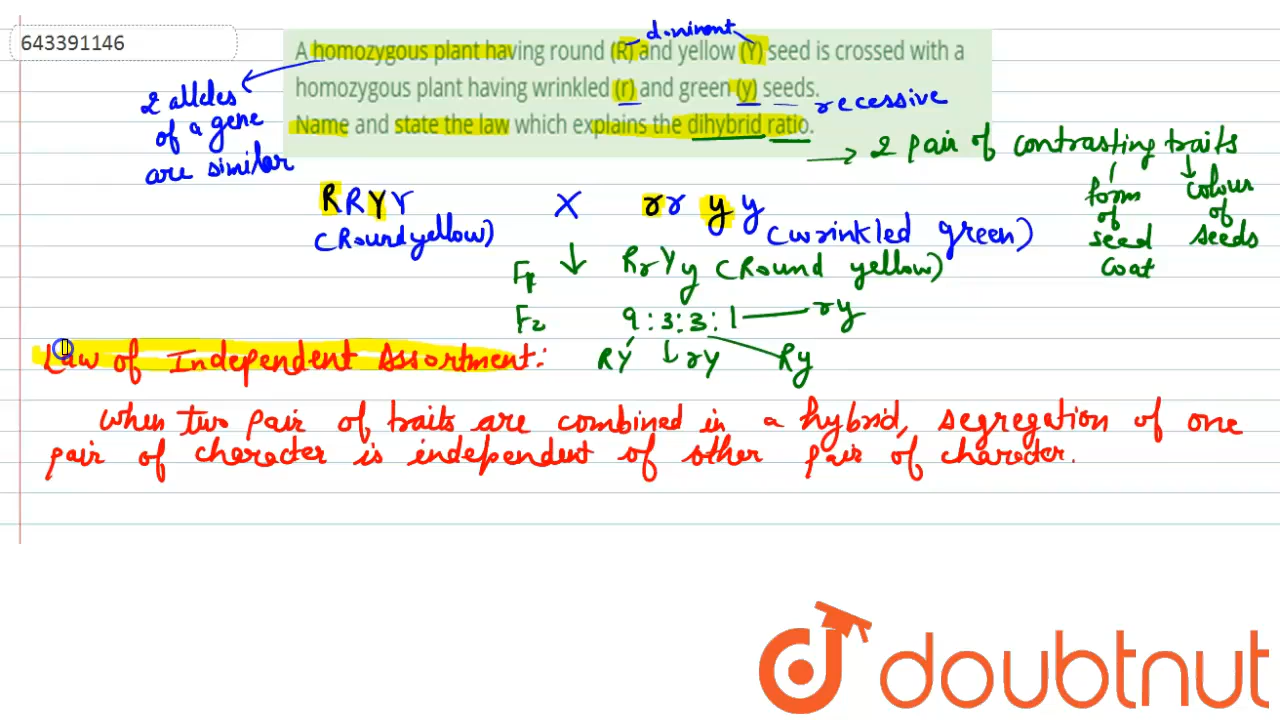 643391146
dominent
A homozygous plant having round (R) and yellow (Y) seed is crossed with a
homozygous plant having wrinkled (r) and green (y) seeds.
Name and state the law which explains the dihybrid ratio.
recessive
2 alleles
of a gene
are similar
2 pair of contrasting traits
form
of
seed
coat
colour
of
seeds
RRYY X rryy
(Round yellow) (wrinkled green)
F1 RrYy (Round yellow)
F2 9:3:3:1 ry
RY rY Ry
Law of Independent Assortment:
When two pair of traits are combined in a hybrid, segregation of one
pair of character is independent of other pair of character.
doubtnut